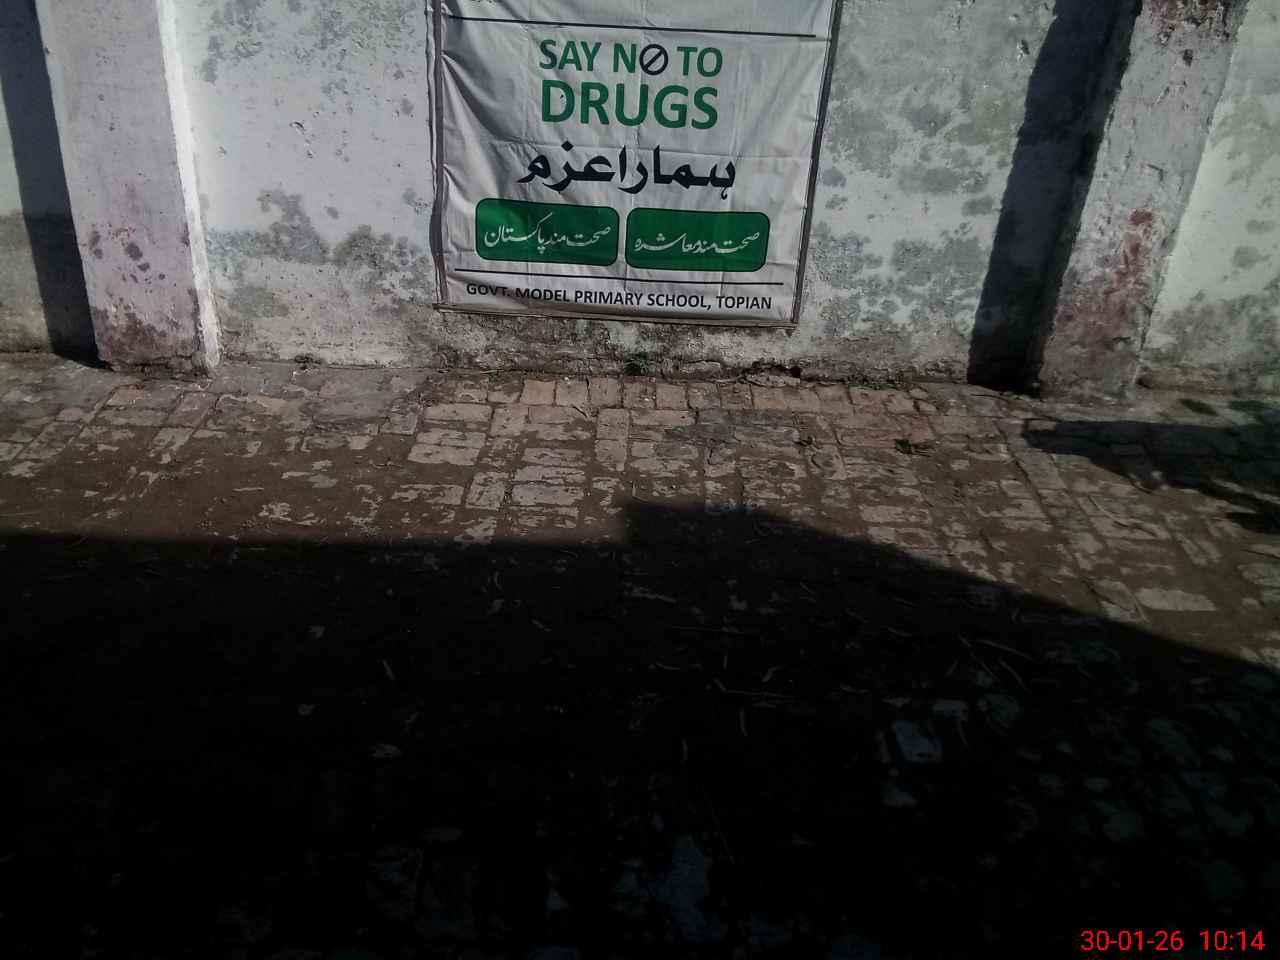 SAY NO TO
DRUGS
ہمارا عزم
صحت مند معاشرہ
صحت مند پاکستان
GOVT. MODEL PRIMARY SCHOOL, TOPIAN
30-01-26 10:14